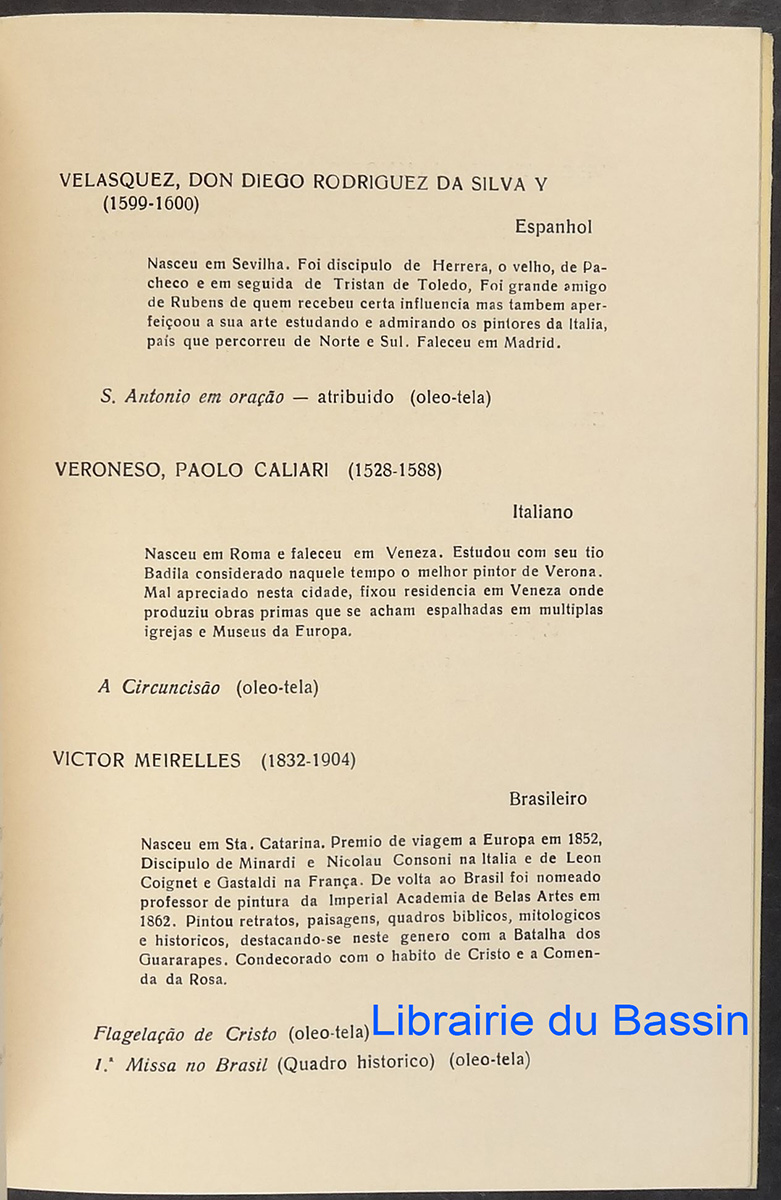 VELASQUEZ, DON DIEGO RODRIGUEZ DA SILVA Y
(1599-1600)
Espanhol
Nasceu em Sevilha. Foi discipulo de Herrera, o velho, de Pa-
checo e em seguida de Tristan de Toledo, Foi grande amigo
de Rubens de quem recebeu certa influencia mas tambem aper-
feiçoou a sua arte estudando e admirando os pintores da Italia,
país que percorreu de Norte e Sul. Faleceu em Madrid.
S. Antonio em oração — atribuido (oleo-tela)
VERONESO, PAOLO CALIARI (1528-1588)
Italiano
Nasceu em Roma e faleceu em Veneza. Estudou com seu tio
Badila considerado naquele tempo o melhor pintor de Verona.
Mal apreciado nesta cidade, fixou residencia em Veneza onde
produziu obras primas que se acham espalhadas em multiplas
igrejas e Museus da Europa.
A Circuncisão (oleo-tela)
VICTOR MEIRELLES (1832-1904)
Brasileiro
Nasceu em Sta. Catarina. Premio de viagem a Europa em 1852,
Discipulo de Minardi e Nicolau Consoni na Italia e de Leon
Coignet e Gastaldi na França. De volta ao Brasil foi nomeado
professor de pintura da Imperial Academia de Belas Artes em
1862. Pintou retratos, paisagens, quadros biblicos, mitologicos
e historicos, destacando-se neste genero com a Batalha dos
Guararapes. Condecorado com o habito de Cristo e a Comen-
da da Rosa.
Flagelação de Cristo (oleo-tela)
Librairie du Bassin
1.ª Missa no Brasil (Quadro historico) (oleo-tela)